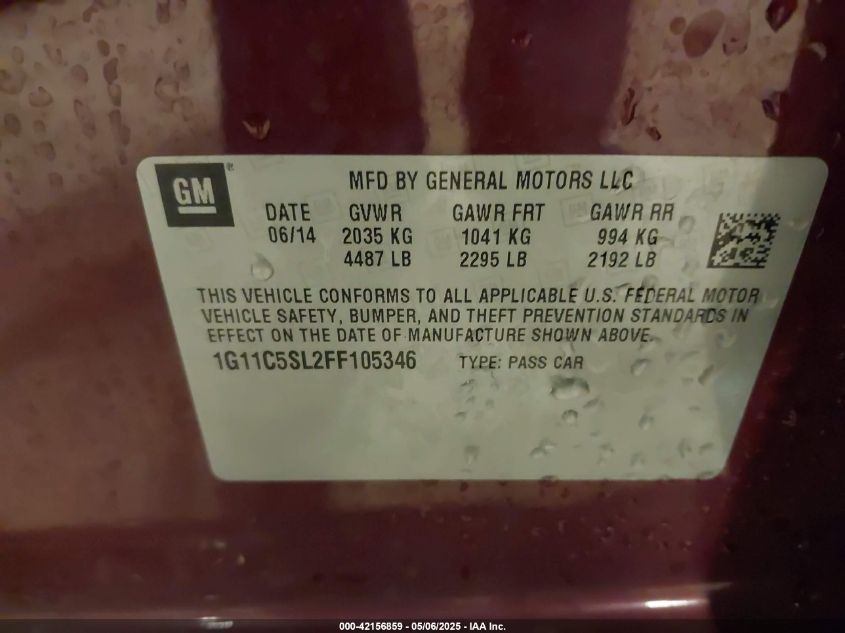 GM
MFD BY GENERAL MOTORS LLC
DATE GVWR GAWR FRT GAWR RR
06/14 2035 KG 1041 KG 994 KG
4487 LB 2295 LB 2192 LB
THIS VEHICLE CONFORMS TO ALL APPLICABLE U.S. FEDERAL MOTOR
VEHICLE SAFETY, BUMPER, AND THEFT PREVENTION STANDARDS IN
EFFECT ON THE DATE OF MANUFACTURE SHOWN ABOVE.
1G11C5SL2FF105346 TYPE: PASS CAR
000-42156859 - 05/06/2025 - IAA Inc.